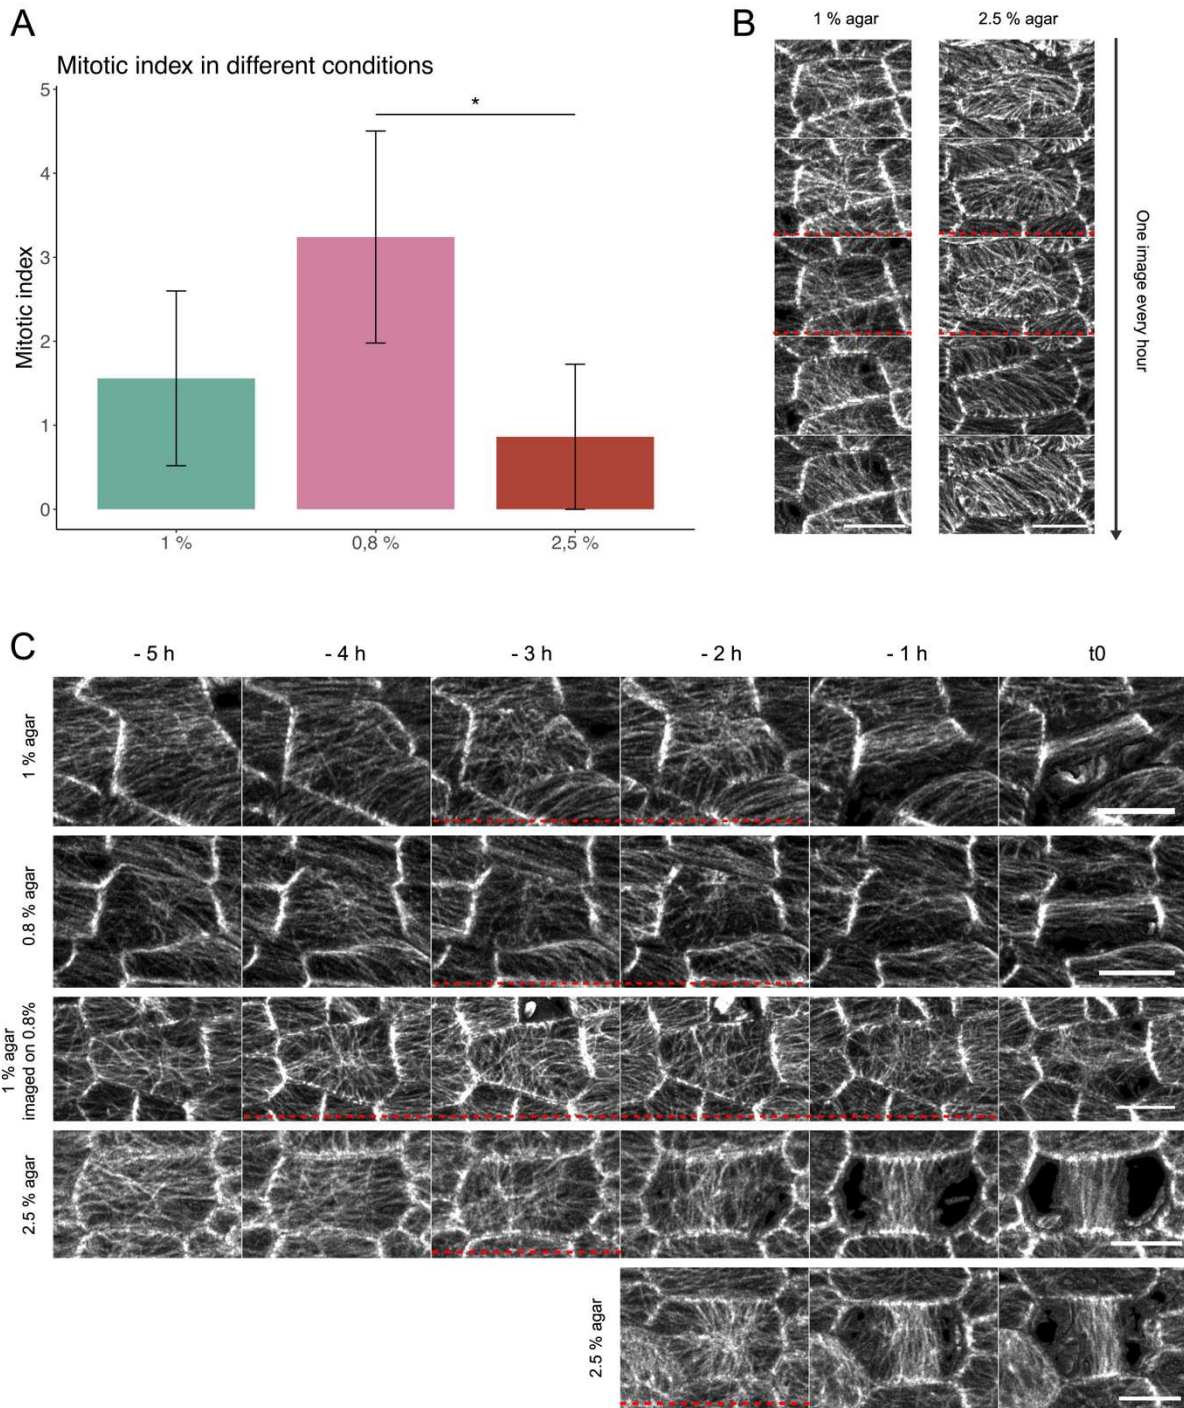 A
Mitotic index in different conditions
5
*
4
3
2
1
0
Mitotic index
1 %
0,8 %
2,5 %
B
1 % agar
2.5 % agar
One image every hour
C
- 5 h
- 4 h
- 3 h
- 2 h
- 1 h
t0
1 % agar
0.8 % agar
1 % agar
imaged on 0.8%
2.5 % agar
2.5 % agar